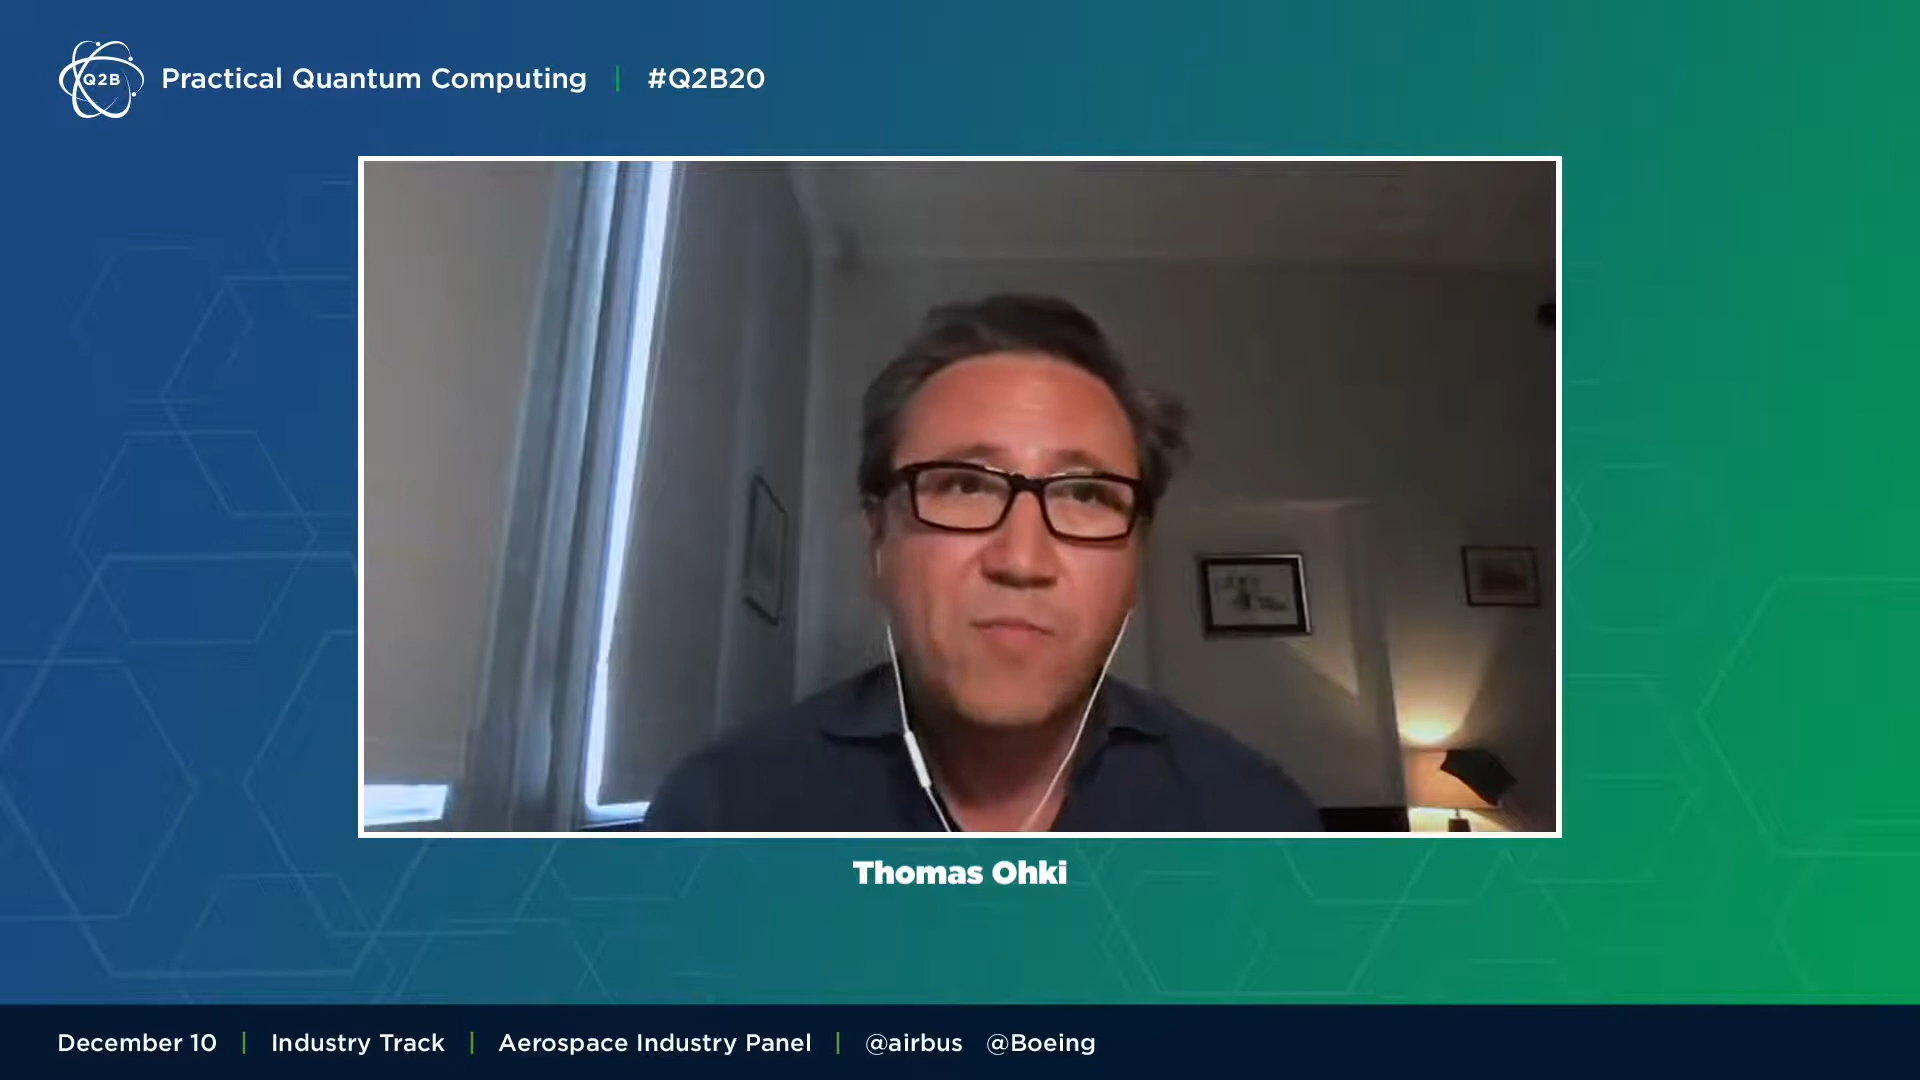 Q2B
Practical Quantum Computing | #Q2B20
Thomas Ohki
December 10 | Industry Track | Aerospace Industry Panel | @airbus @Boeing